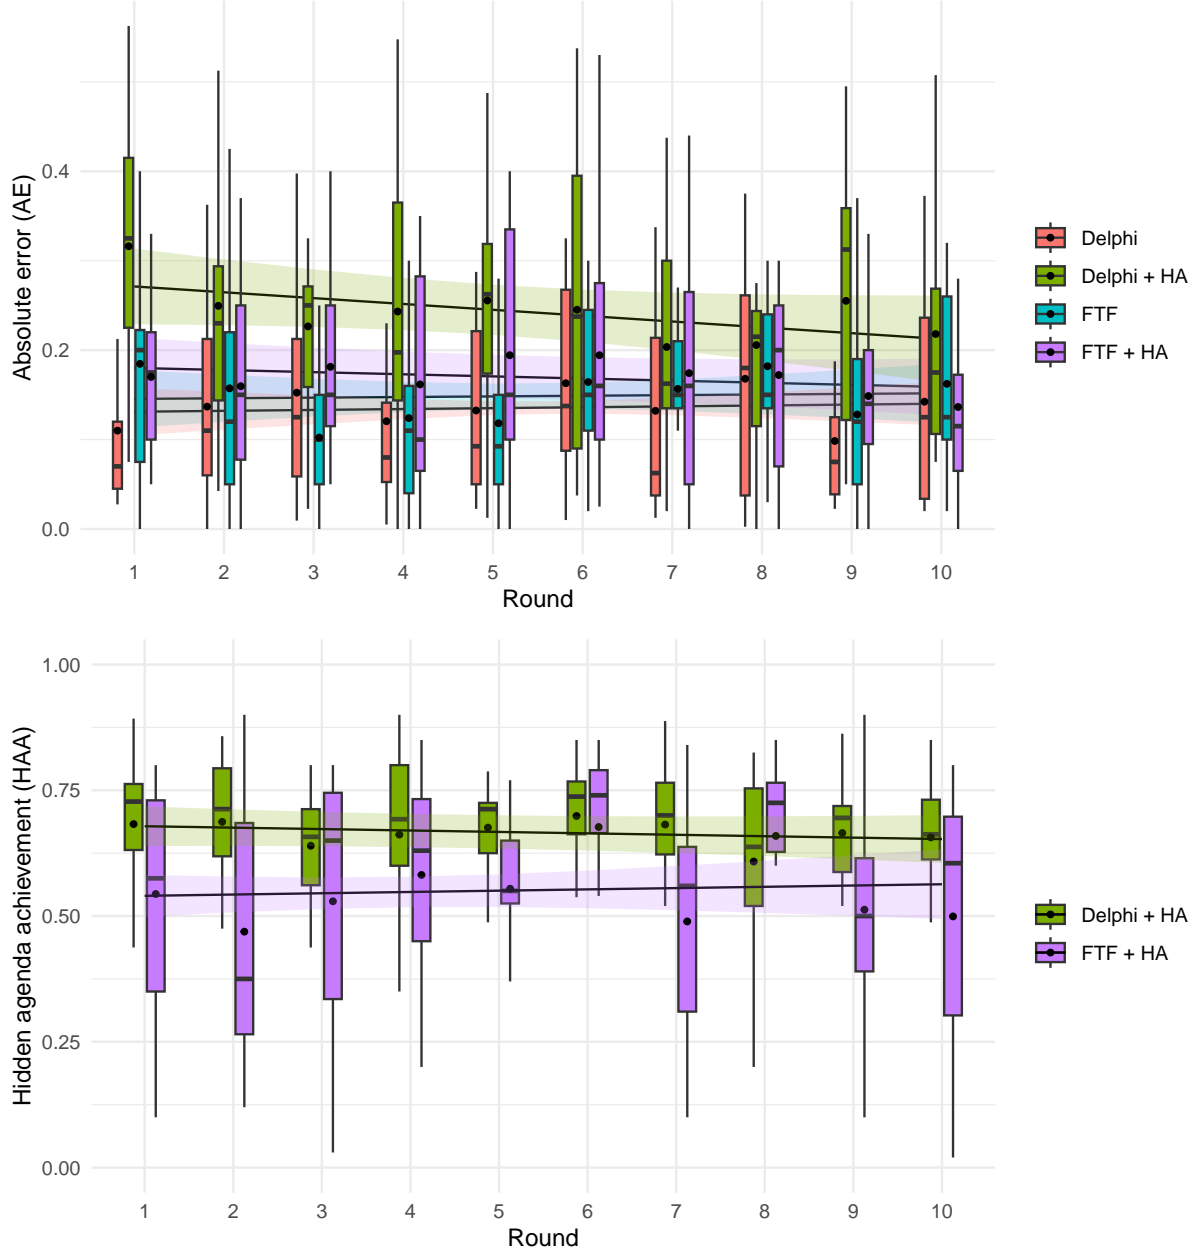 Absolute error (AE)
0.4
0.2
0.0
1 2 3 4 5 6 7 8 9 10
Round
Delphi
Delphi + HA
FTF
FTF + HA
Hidden agenda achievement (HAA)
1.00
0.75
0.50
0.25
0.00
1 2 3 4 5 6 7 8 9 10
Round
Delphi + HA
FTF + HA